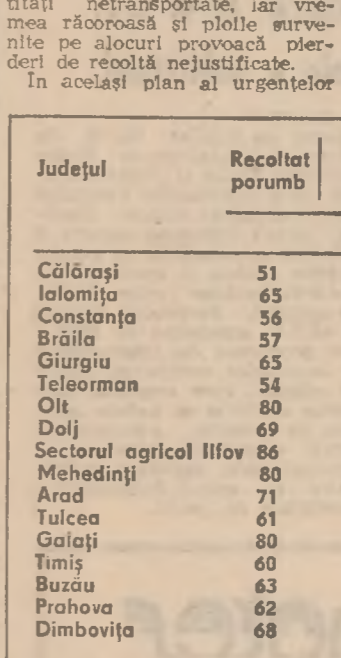 titați netransportate, iar vre-
mea răcoroasă și ploile surve-
nite pe alocuri provoacă pier-
deri de recoltă nejustificate.
In același plan al urgențelor
Județul Recoltat
porumb
Călărași 51
Ialomița 65
Constanța 56
Brăila 57
Giurgiu 65
Teleorman 54
Olt 80
Dolj 69
Sectorul agricol Ilfov 86
Mehedinți 80
Arad 71
Tulcea 61
Galați 80
Timiș 60
Buzău 63
Prahova 62
Dimbovița 68